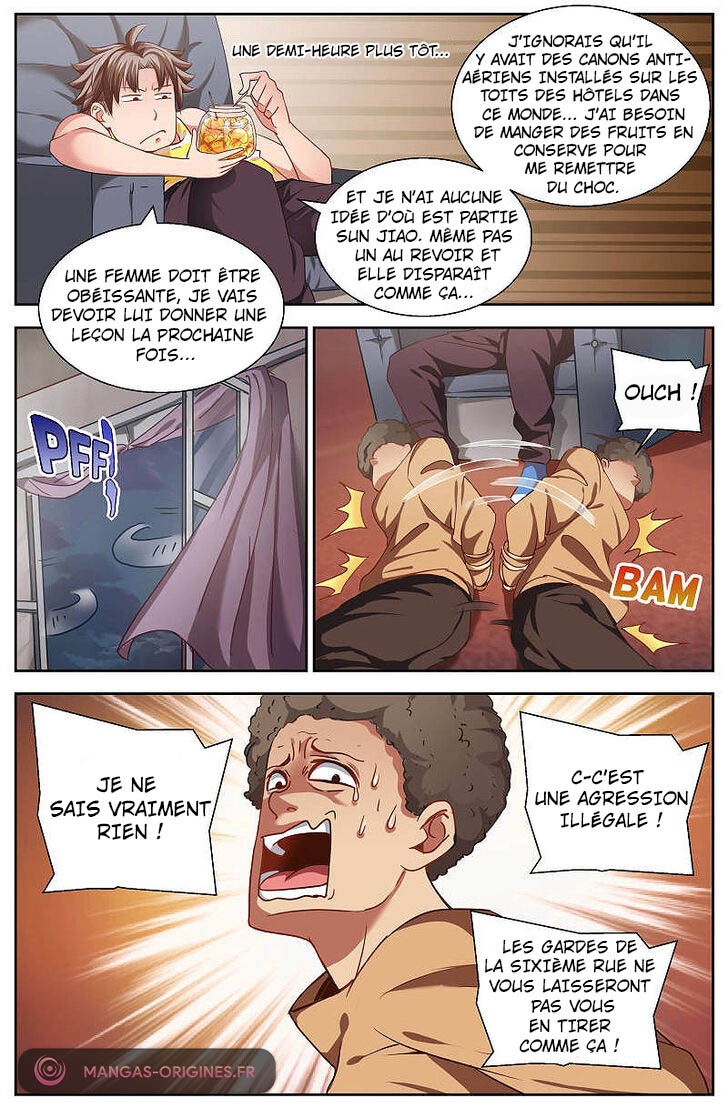 UNE DEMI-HEURE PLUS TÔT...
J'IGNORAIS QU'IL
Y AVAIT DES CANONS ANTI-
AÉRIENS INSTALLÉS SUR LES
TOITS DES HÔTELS DANS
CE MONDE... J'AI BESOIN
DE MANGER DES FRUITS EN
CONSERVE POUR
ME REMETTRE
DU CHOC.
ET JE N'AI AUCUNE
IDÉE D'OÙ EST PARTIE
SUN JIAO. MÊME PAS
UN AU REVOIR ET
ELLE DISPARAÎT
COMME ÇA...
UNE FEMME DOIT ÊTRE
OBÉISSANTE, JE VAIS
DEVOIR LUI DONNER UNE
LEÇON LA PROCHAINE
FOIS...
PFF!
OUCH !
BAM
JE NE
SAIS VRAIMENT
RIEN !
C-C'EST
UNE AGRESSION
ILLÉGALE !
LES GARDES DE
LA SIXIÈME RUE NE
VOUS LAISSERONT
PAS VOUS
EN TIRER
COMME ÇA !
MANGAS-ORIGINES.FR